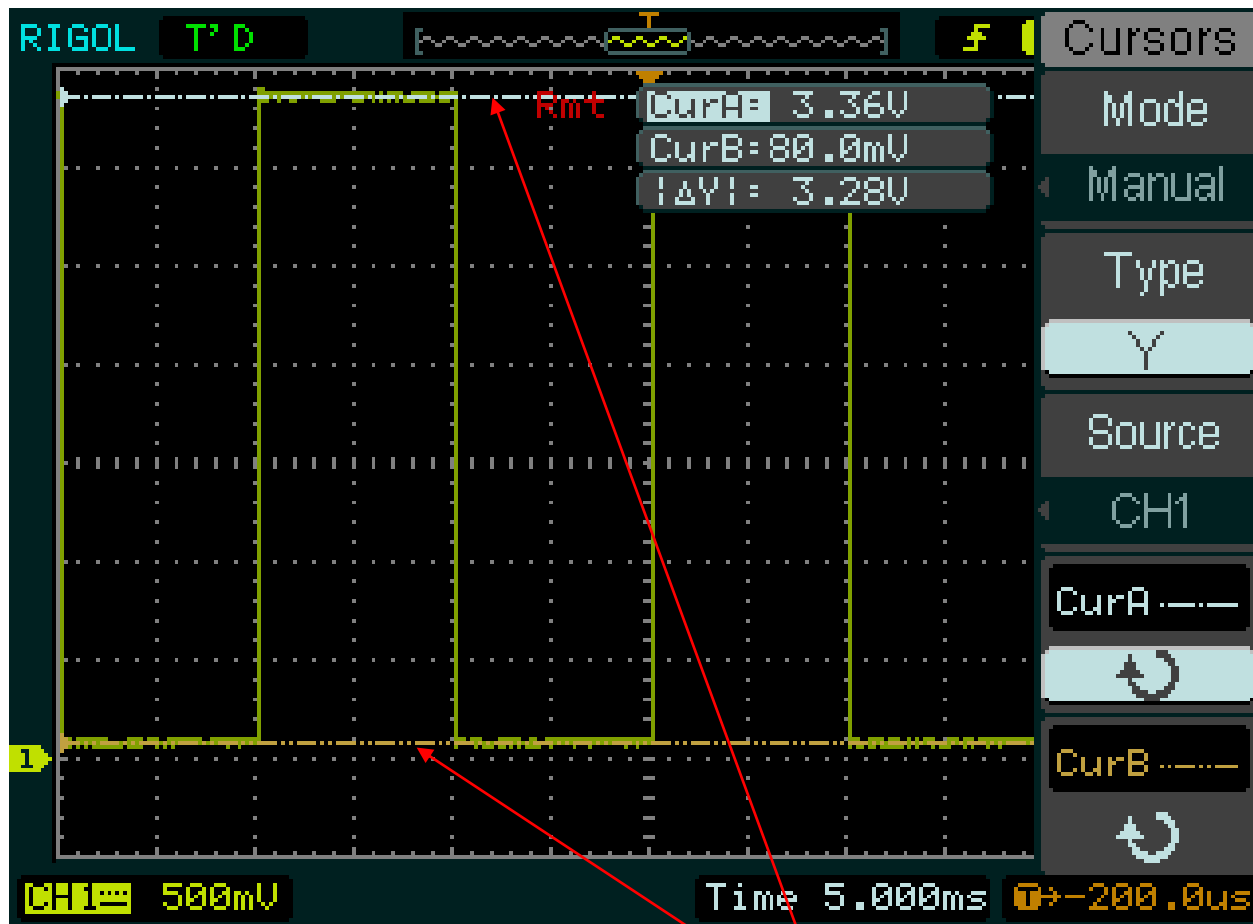 RIGOL T'D
Cursors
Rmt
CurA= 3.36V
CurB=80.0mV
|ΔY|= 3.28V
Mode
Manual
Type
Y
Source
CH1
CurA
CurB
1
CH1 500mV Time 5.000ms T→-200.0us